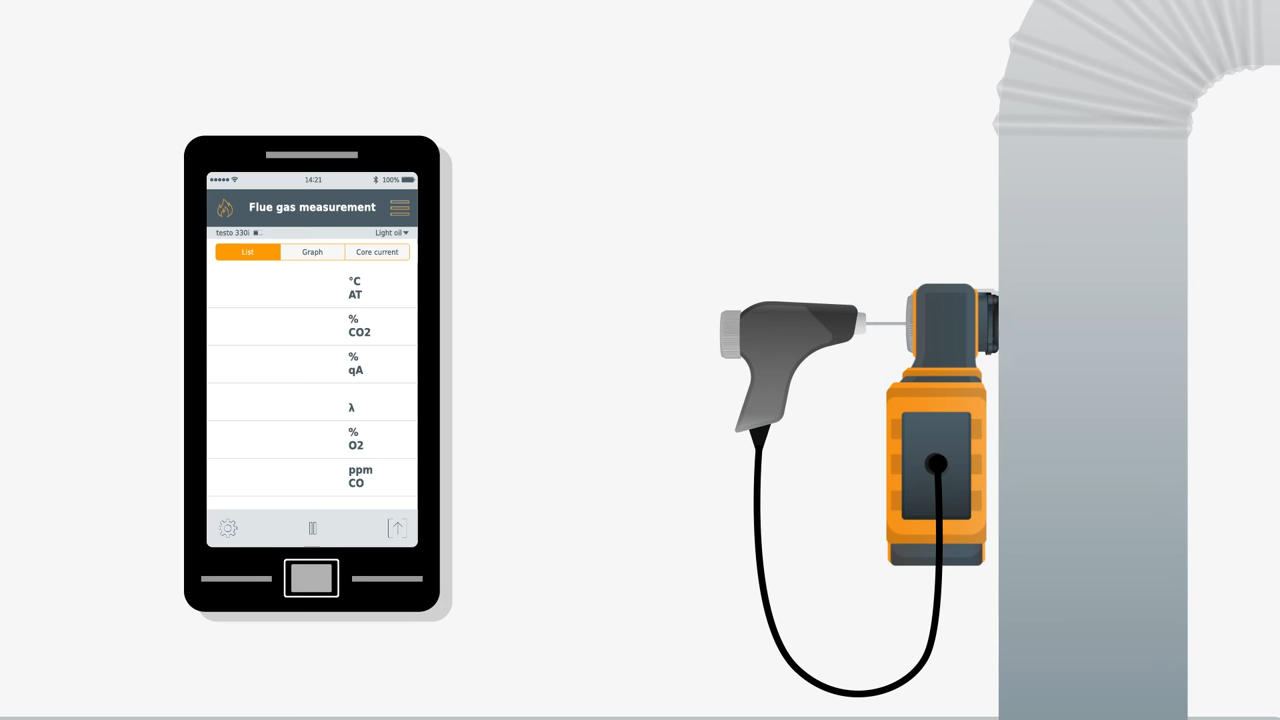 14:21
100%
Flue gas measurement
testo 330i
Light oil
List
Graph
Core current
°C
AT
%
CO2
%
qA
λ
%
O2
ppm
CO